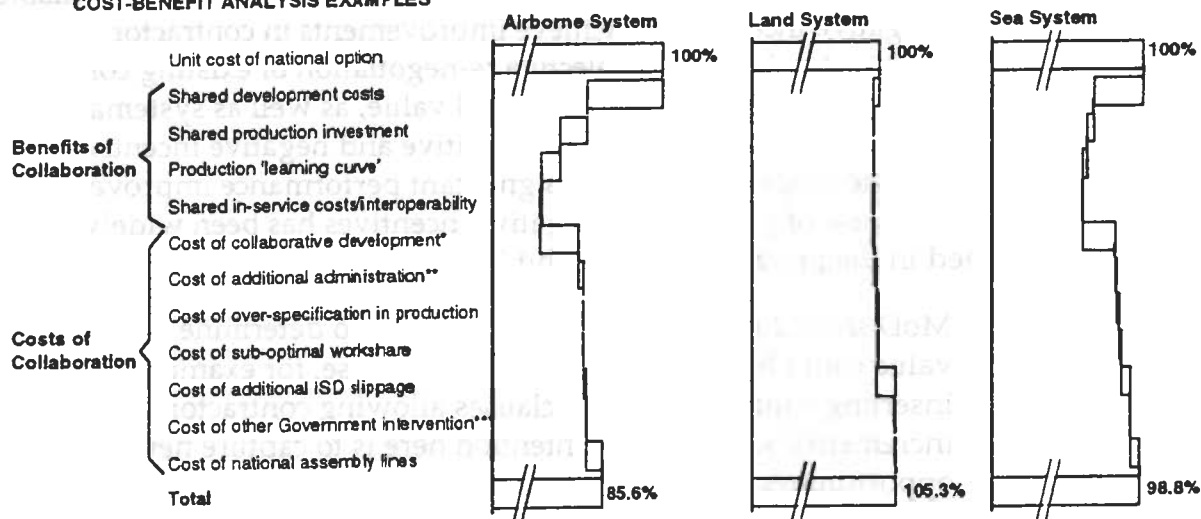 COST-BENEFIT ANALYSIS EXAMPLES
Airborne System
Land System
Sea System
Unit cost of national option
100%
100%
100%
Benefits of
Collaboration
Shared development costs
Shared production investment
Production 'learning curve'
Shared in-service costs/interoperability
Costs of
Collaboration
Cost of collaborative development*
Cost of additional administration**
Cost of over-specification in production
Cost of sub-optimal workshare
Cost of additional ISD slippage
Cost of other Government intervention***
Cost of national assembly lines
Total
85.6%
105.3%
98.8%